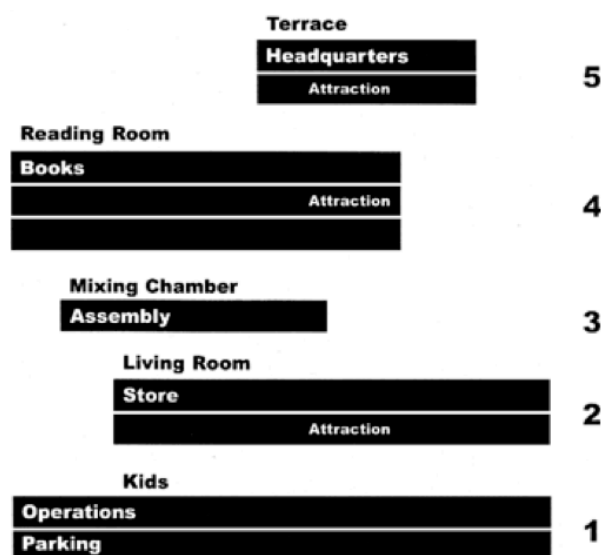 Terrace
Headquarters
Attraction
5
Reading Room
Books
Attraction
4
Mixing Chamber
Assembly
3
Living Room
Store
Attraction
2
Kids
Operations
Parking
1